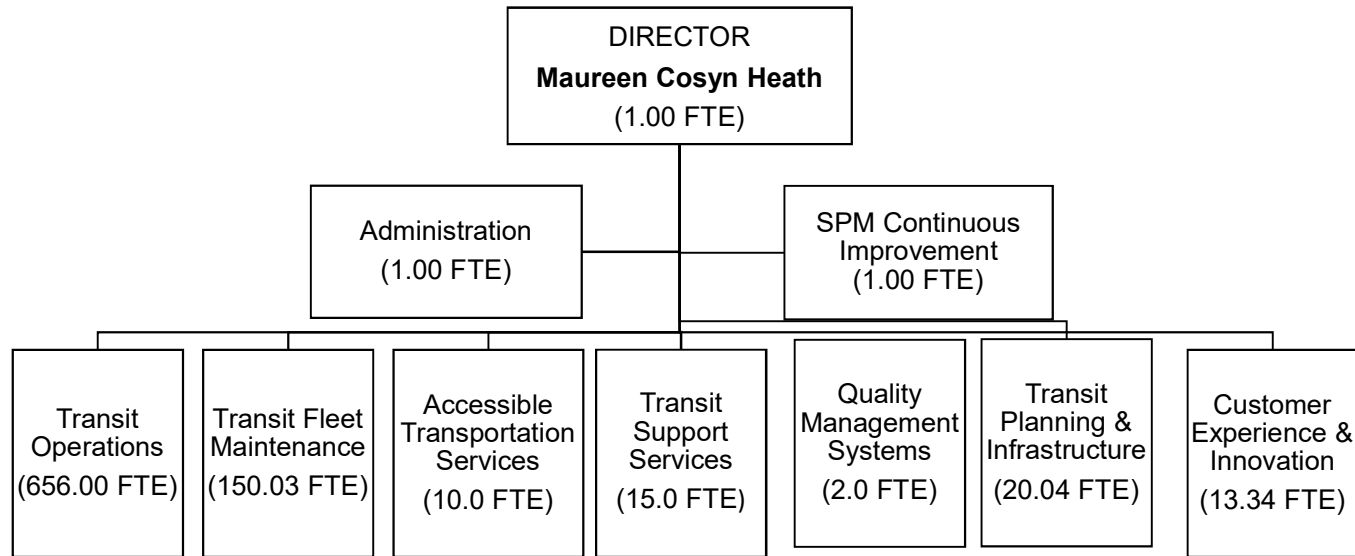 DIRECTOR
Maureen Cosyn Heath
(1.00 FTE)
Administration
(1.00 FTE)
SPM Continuous
Improvement
(1.00 FTE)
Transit
Operations
(656.00 FTE)
Transit Fleet
Maintenance
(150.03 FTE)
Accessible
Transportation
Services
(10.0 FTE)
Transit
Support
Services
(15.0 FTE)
Quality
Management
Systems
(2.0 FTE)
Transit
Planning &
Infrastructure
(20.04 FTE)
Customer
Experience &
Innovation
(13.34 FTE)